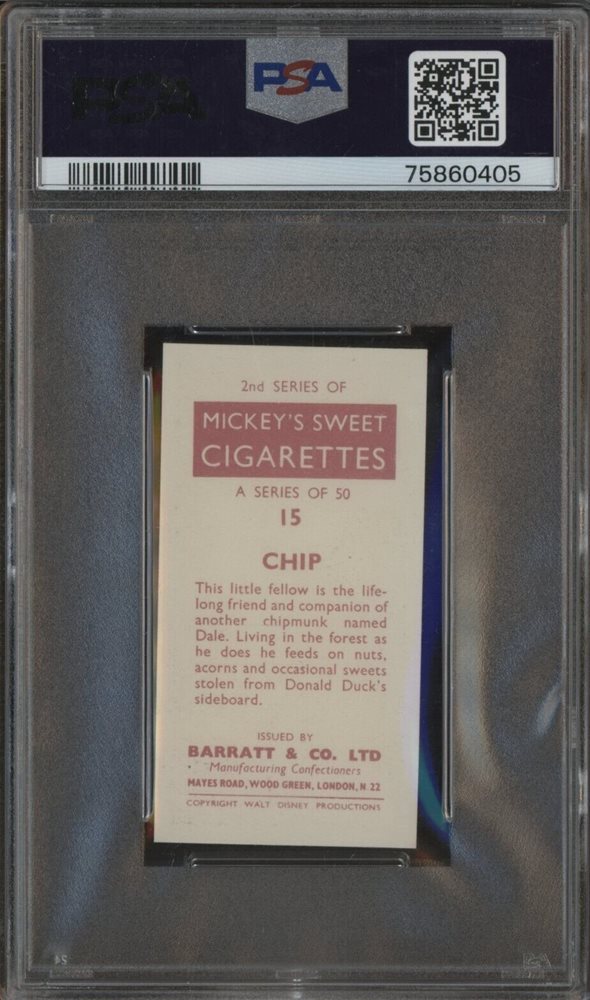 PSA
PSA
75860405
2nd SERIES OF
MICKEY'S SWEET
CIGARETTES
A SERIES OF 50
15
CHIP
This little fellow is the life-
long friend and companion of
another chipmunk named
Dale. Living in the forest as
he does he feeds on nuts,
acorns and occasional sweets
stolen from Donald Duck's
sideboard.
ISSUED BY
BARRATT & CO. LTD
Manufacturing Confectioners
MAYES ROAD, WOOD GREEN, LONDON, N. 22
COPYRIGHT WALT DISNEY PRODUCTIONS